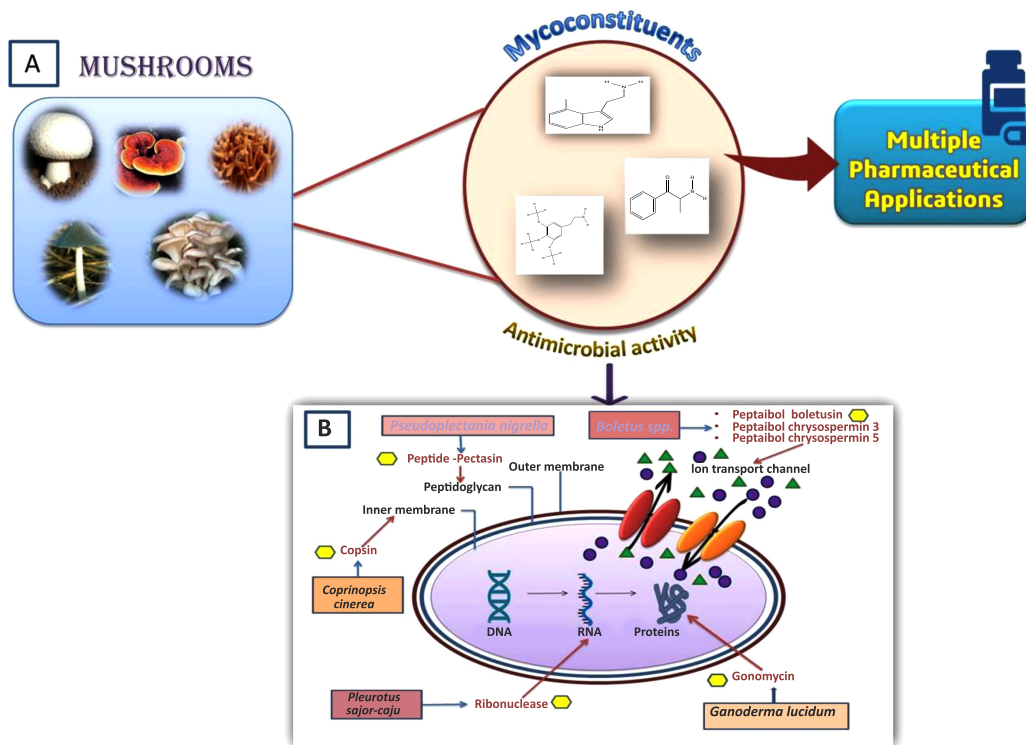 A
MUSHROOMS
Mycoconstituents
H
H
N
NH
O
H
N
H
Multiple
Pharmaceutical
Applications
Antimicrobial activity
B
Pseudoplectania nigrella
Boletus spp.
• Peptaibol boletusin
• Peptaibol chrysospermin 3
• Peptaibol chrysospermin 5
Peptide -Pectasin
Outer membrane
Ion transport channel
Peptidoglycan
Inner membrane
Copsin
Coprinopsis
cinerea
DNA
RNA
Proteins
Gonomycin
Pleurotus
sajor-caju
Ribonuclease
Ganoderma lucidum